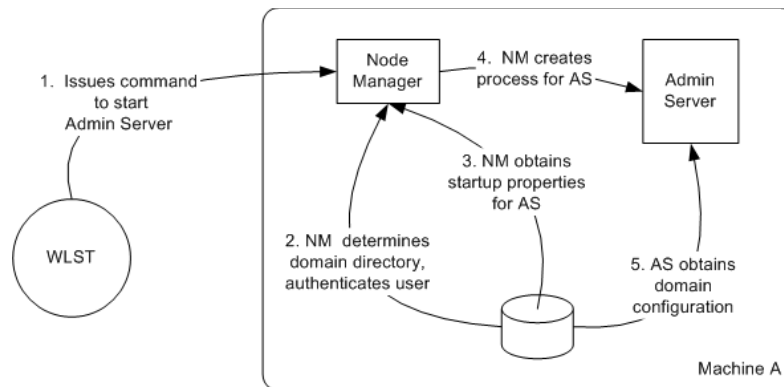 1. Issues command
to start
Admin Server
WLST
Node
Manager
4. NM creates
process for AS
Admin
Server
3. NM obtains
startup properties
for AS
2. NM determines
domain directory,
authenticates user
5. AS obtains
domain
configuration
Machine A